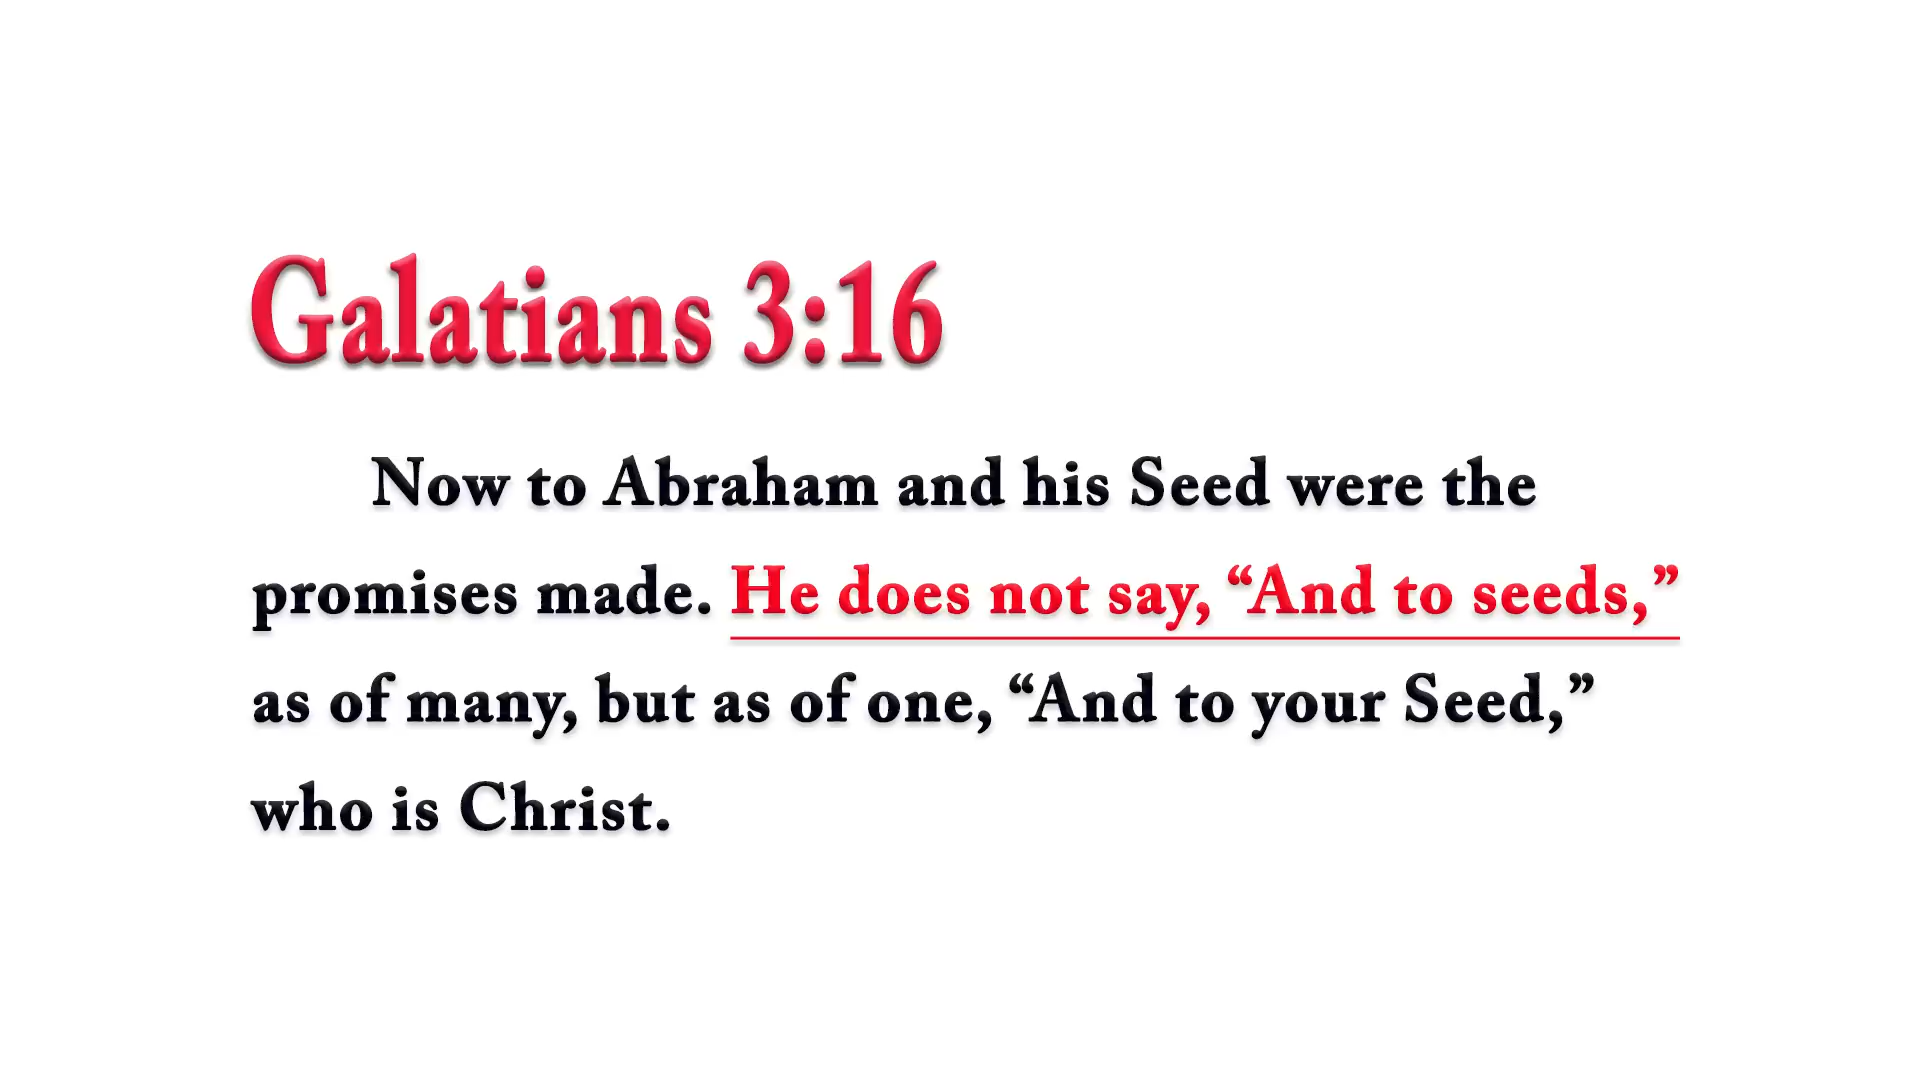 Galatians 3:16
Now to Abraham and his Seed were the
promises made. He does not say, “And to seeds,”
as of many, but as of one, “And to your Seed,”
who is Christ.